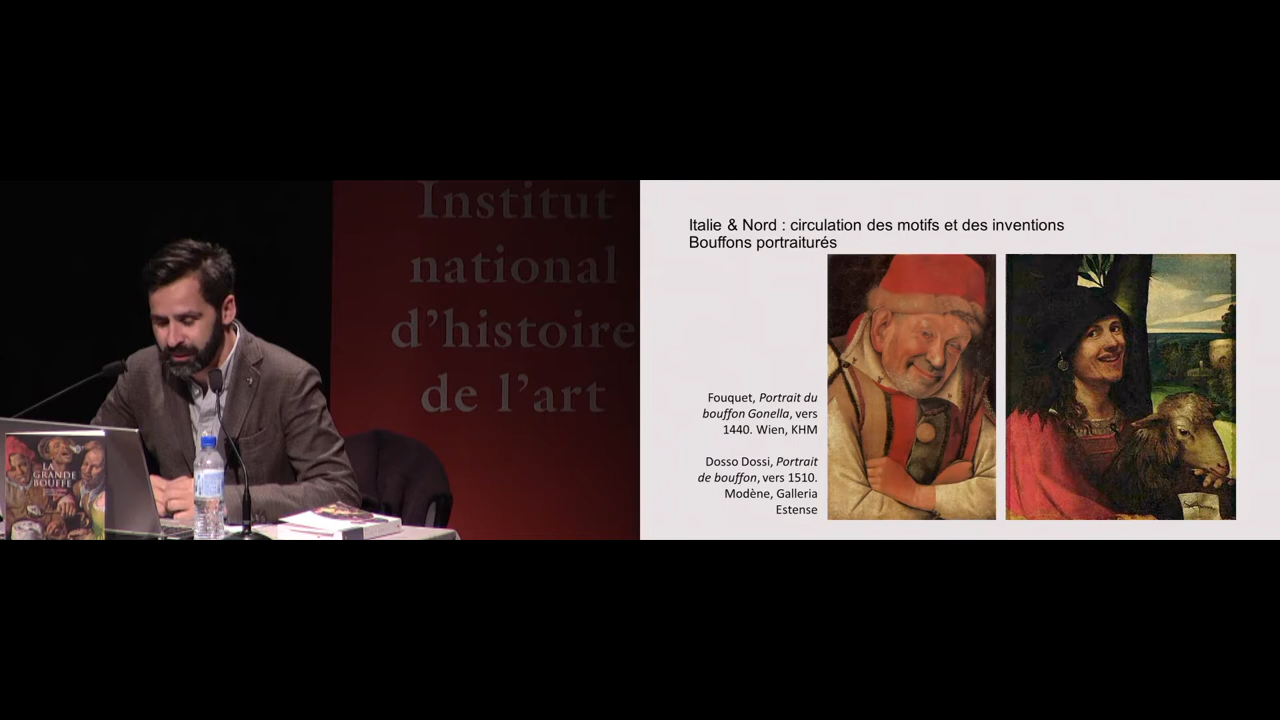 Institut
national
d'histoire
de l'art
LA
GRANDE
BOUFFE
Italie & Nord : circulation des motifs et des inventions
Bouffons portraiturés
Fouquet, Portrait du
bouffon Gonella, vers
1440. Wien, KHM
Dosso Dossi, Portrait
de bouffon, vers 1510.
Modène, Galleria
Estense